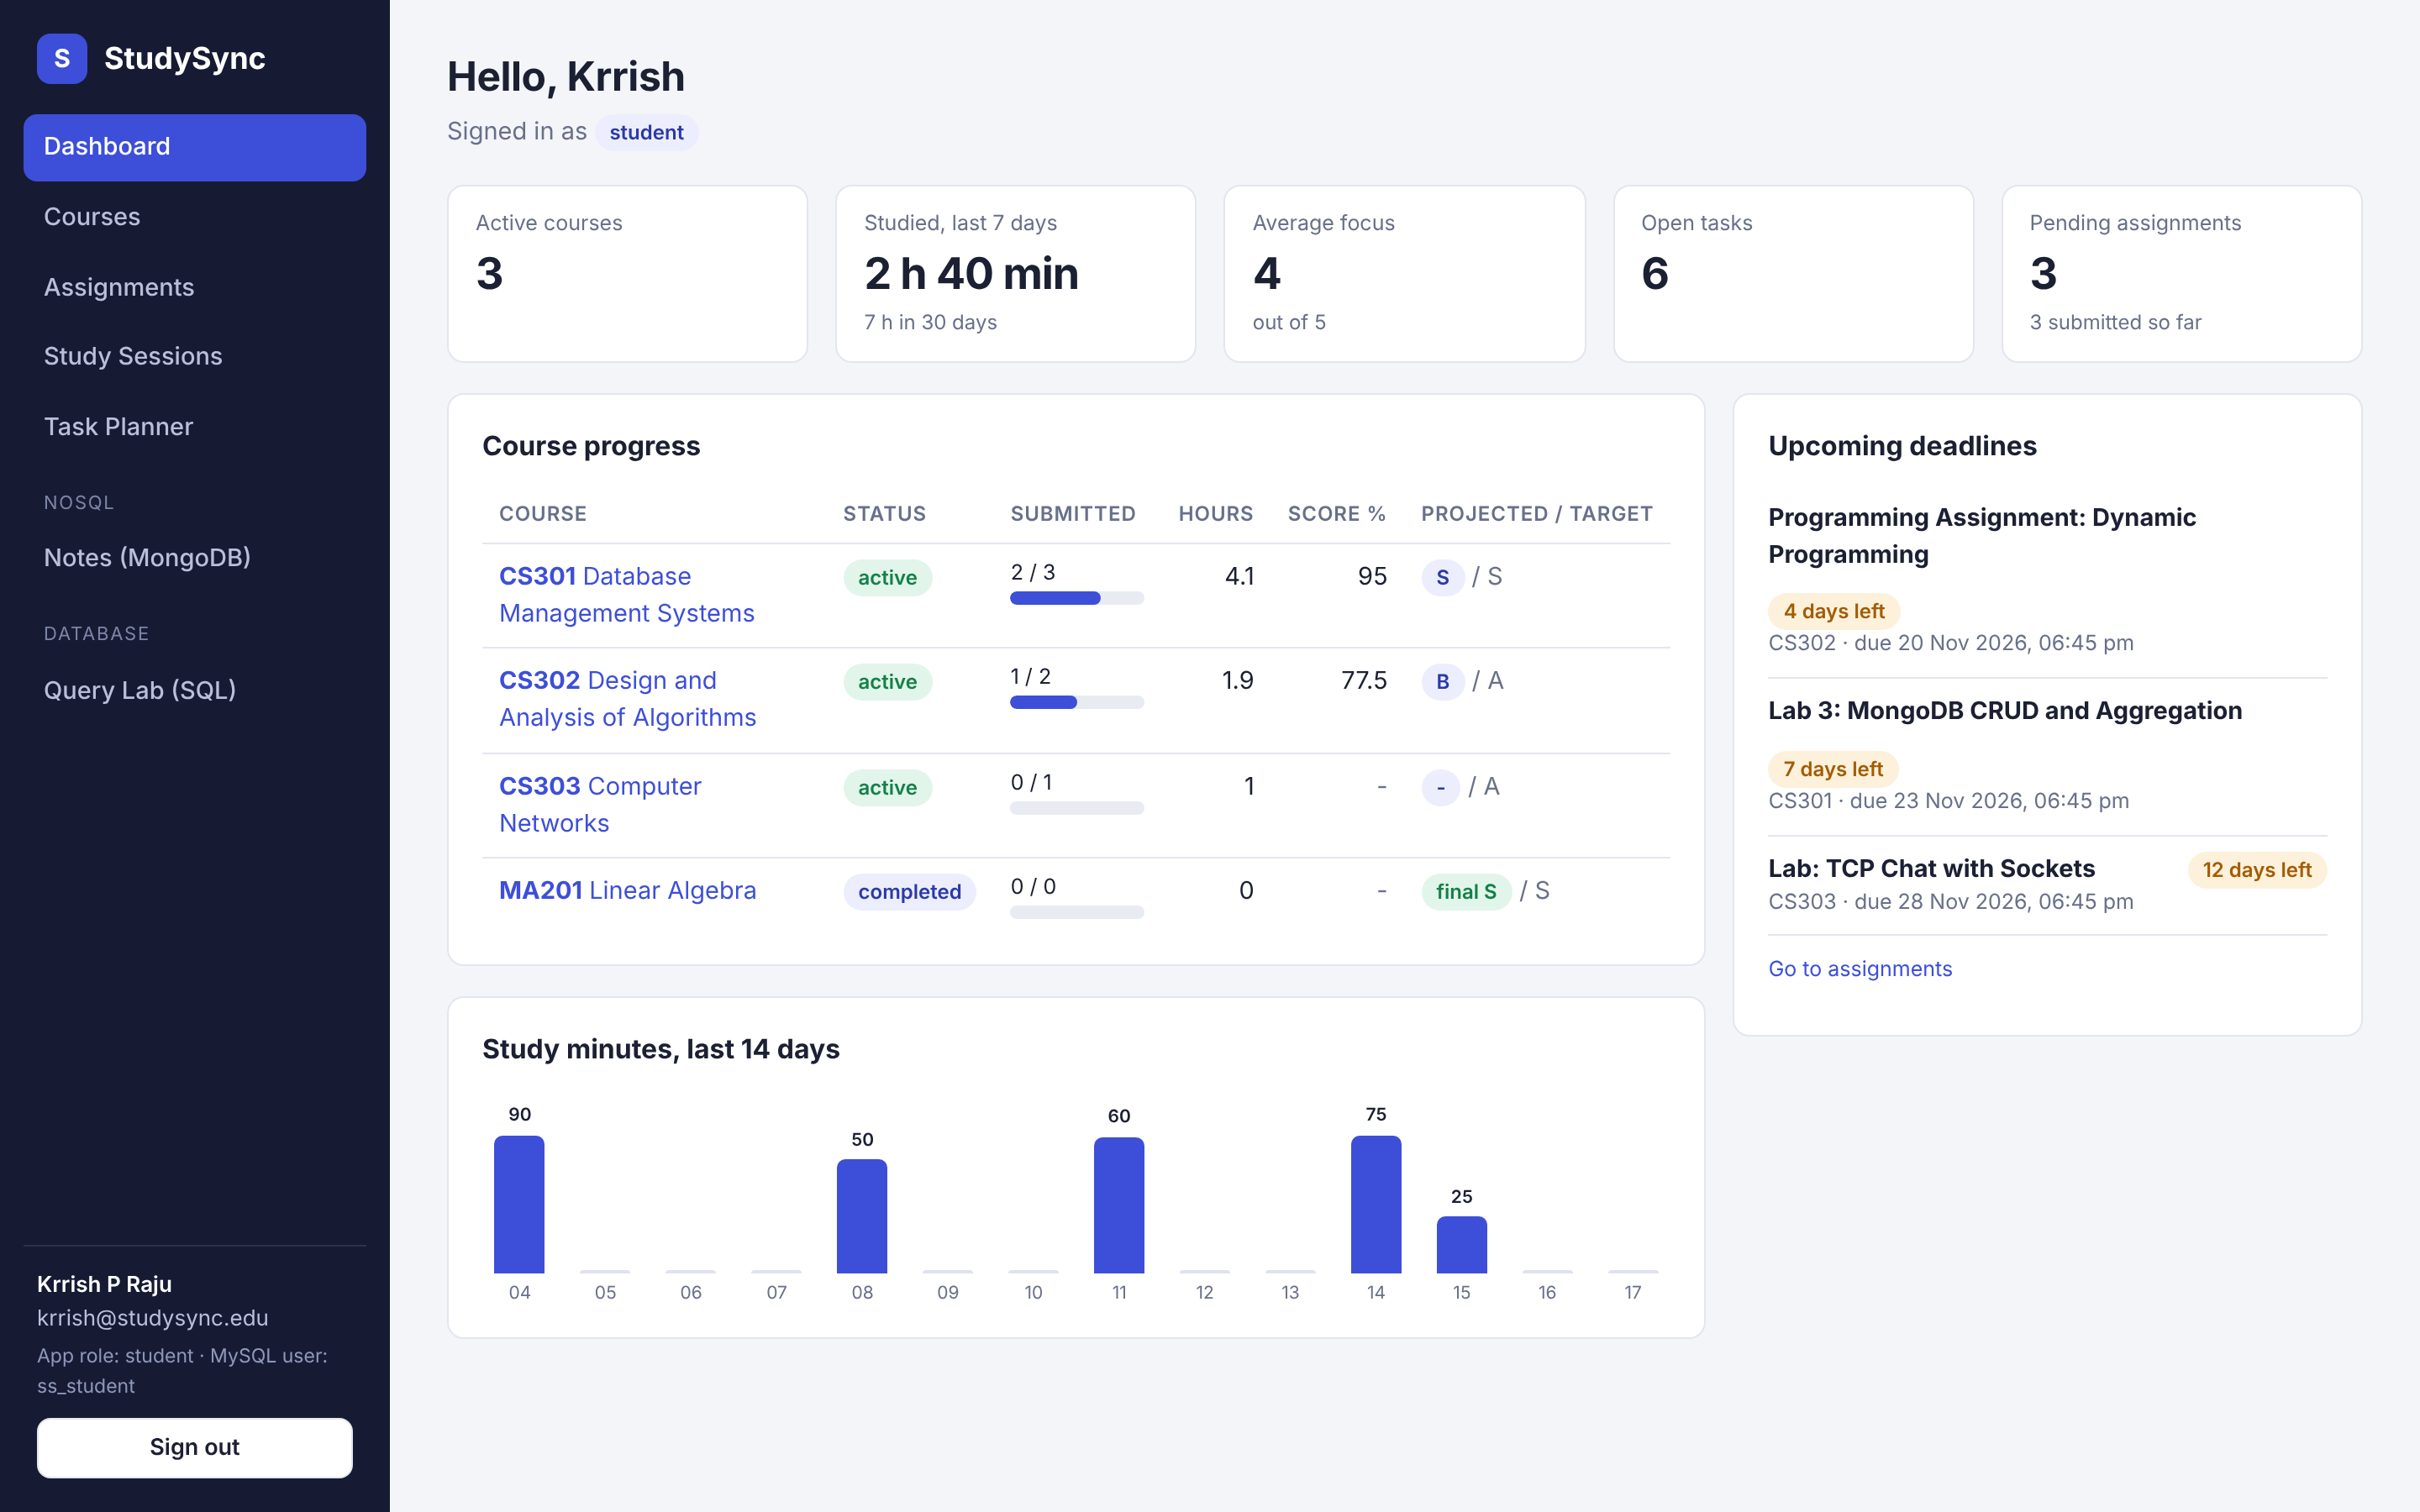 S StudySync
Dashboard
Courses
Assignments
Study Sessions
Task Planner
NOSQL
Notes (MongoDB)
DATABASE
Query Lab (SQL)
Krrish P Raju
krrish@studysync.edu
App role: student · MySQL user:
ss_student
Sign out
Hello, Krrish
Signed in as student
Active courses
3
Studied, last 7 days
2 h 40 min
7 h in 30 days
Average focus
4
out of 5
Open tasks
6
Pending assignments
3
3 submitted so far
Course progress
COURSE STATUS SUBMITTED HOURS SCORE % PROJECTED / TARGET
CS301 Database active 2 / 3 4.1 95 S / S
Management Systems
CS302 Design and active 1 / 2 1.9 77.5 B / A
Analysis of Algorithms
CS303 Computer active 0 / 1 1 - - / A
Networks
MA201 Linear Algebra completed 0 / 0 0 - final S / S
Study minutes, last 14 days
90 50 60 75 25
04 05 06 07 08 09 10 11 12 13 14 15 16 17
Upcoming deadlines
Programming Assignment: Dynamic
Programming
4 days left
CS302 · due 20 Nov 2026, 06:45 pm
Lab 3: MongoDB CRUD and Aggregation
7 days left
CS301 · due 23 Nov 2026, 06:45 pm
Lab: TCP Chat with Sockets 12 days left
CS303 · due 28 Nov 2026, 06:45 pm
Go to assignments